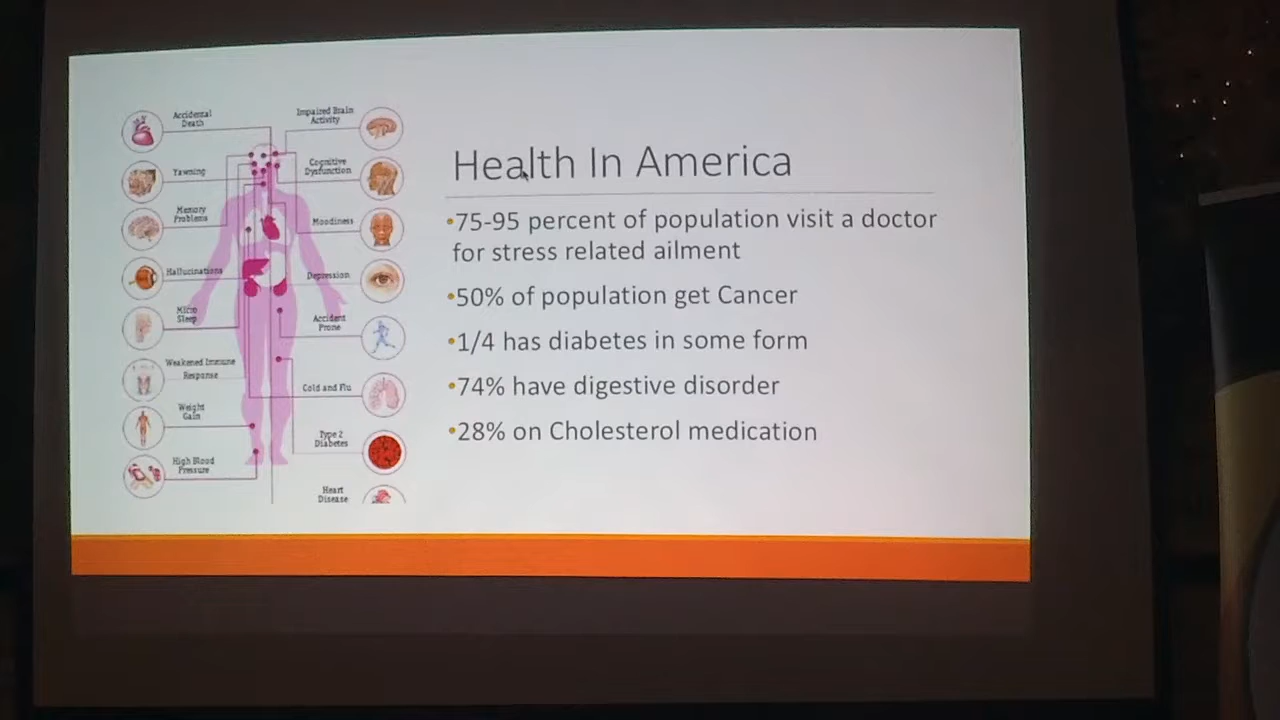 Accidental
Death
Yawning
Memory
Problems
Hallucinations
Micro
Sleep
Weakened Immune
Response
Weight
Gain
High Blood
Pressure
Impaired Brain
Activity
Cognitive
Dysfunction
Moodiness
Depression
Accident
Prone
Cold and Flu
Type 2
Diabetes
Heart
Disease
Health In America
•75-95 percent of population visit a doctor
for stress related ailment
•50% of population get Cancer
•1/4 has diabetes in some form
•74% have digestive disorder
•28% on Cholesterol medication